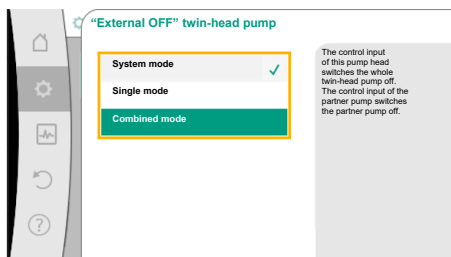 “External OFF” twin-head pump
System mode
Single mode
Combined mode
The control input
of this pump head
switches the whole
twin-head pump off.
The control input of the
partner pump switches
the partner pump off.
?